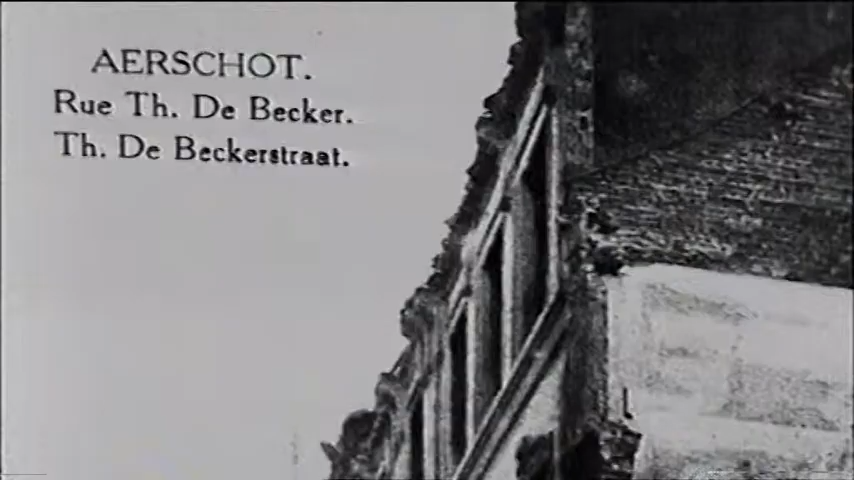 AERSCHOT.
Rue Th. De Becker.
Th. De Beckerstraat.